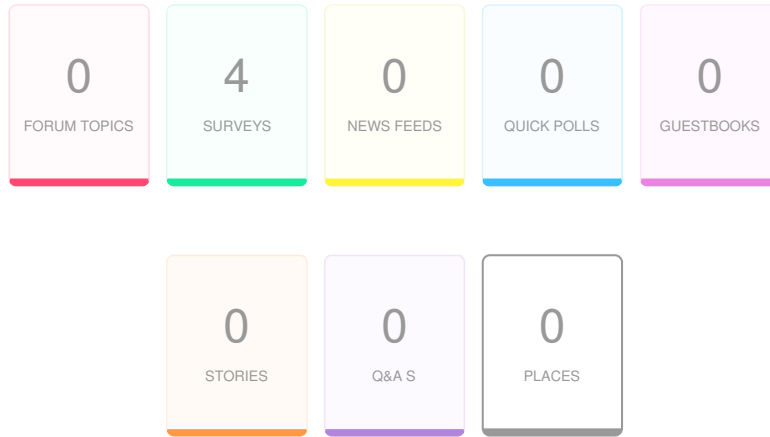 0 4 0 0 0
FORUM TOPICS SURVEYS NEWS FEEDS QUICK POLLS GUESTBOOKS
0 0 0
STORIES Q&A S PLACES